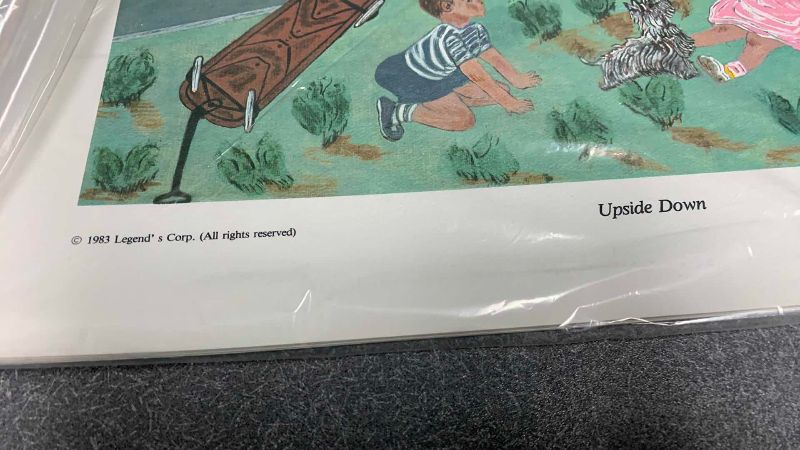 Upside Down
© 1983 Legend' s Corp. (All rights reserved)